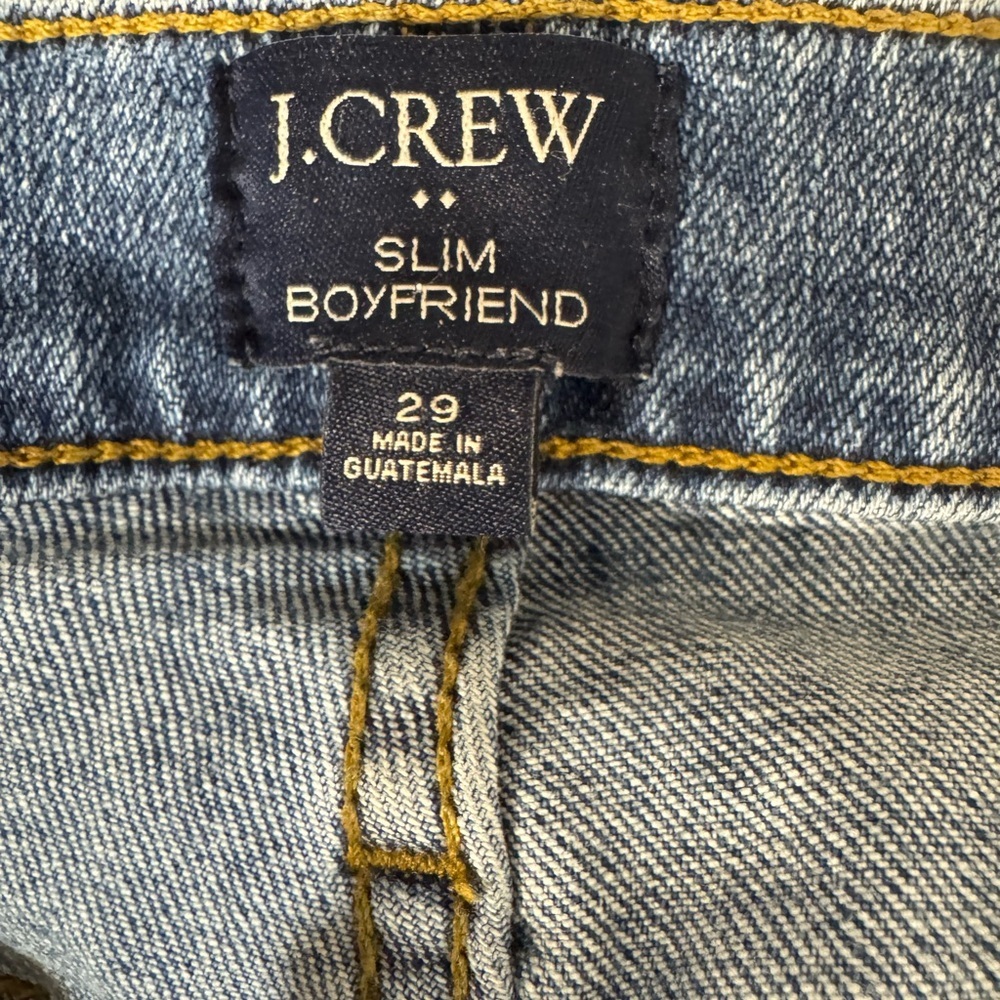 J.CREW
SLIM
BOYFRIEND
29
MADE IN
GUATEMALA